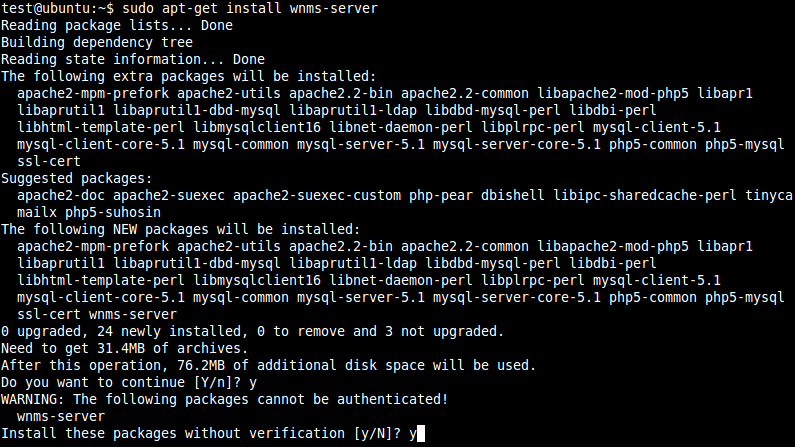 test@ubuntu:~$ sudo apt-get install wnms-server
Reading package lists... Done
Building dependency tree
Reading state information... Done
The following extra packages will be installed:
  apache2-mpm-prefork apache2-utils apache2.2-bin apache2.2-common libapache2-mod-php5 libapr1
  libaprutil1 libaprutil1-dbd-mysql libaprutil1-ldap libdbd-mysql-perl libdbi-perl
  libhtml-template-perl libmysqlclient16 libnet-daemon-perl libplrpc-perl mysql-client-5.1
  mysql-client-core-5.1 mysql-common mysql-server-5.1 mysql-server-core-5.1 php5-common php5-mysql
  ssl-cert
Suggested packages:
  apache2-doc apache2-suexec apache2-suexec-custom php-pear dbishell libipc-sharedcache-perl tinyca
  mailx php5-suhosin
The following NEW packages will be installed:
  apache2-mpm-prefork apache2-utils apache2.2-bin apache2.2-common libapache2-mod-php5 libapr1
  libaprutil1 libaprutil1-dbd-mysql libaprutil1-ldap libdbd-mysql-perl libdbi-perl
  libhtml-template-perl libmysqlclient16 libnet-daemon-perl libplrpc-perl mysql-client-5.1
  mysql-client-core-5.1 mysql-common mysql-server-5.1 mysql-server-core-5.1 php5-common php5-mysql
  ssl-cert wnms-server
0 upgraded, 24 newly installed, 0 to remove and 3 not upgraded.
Need to get 31.4MB of archives.
After this operation, 76.2MB of additional disk space will be used.
Do you want to continue [Y/n]? y
WARNING: The following packages cannot be authenticated!
  wnms-server
Install these packages without verification [y/N]? y